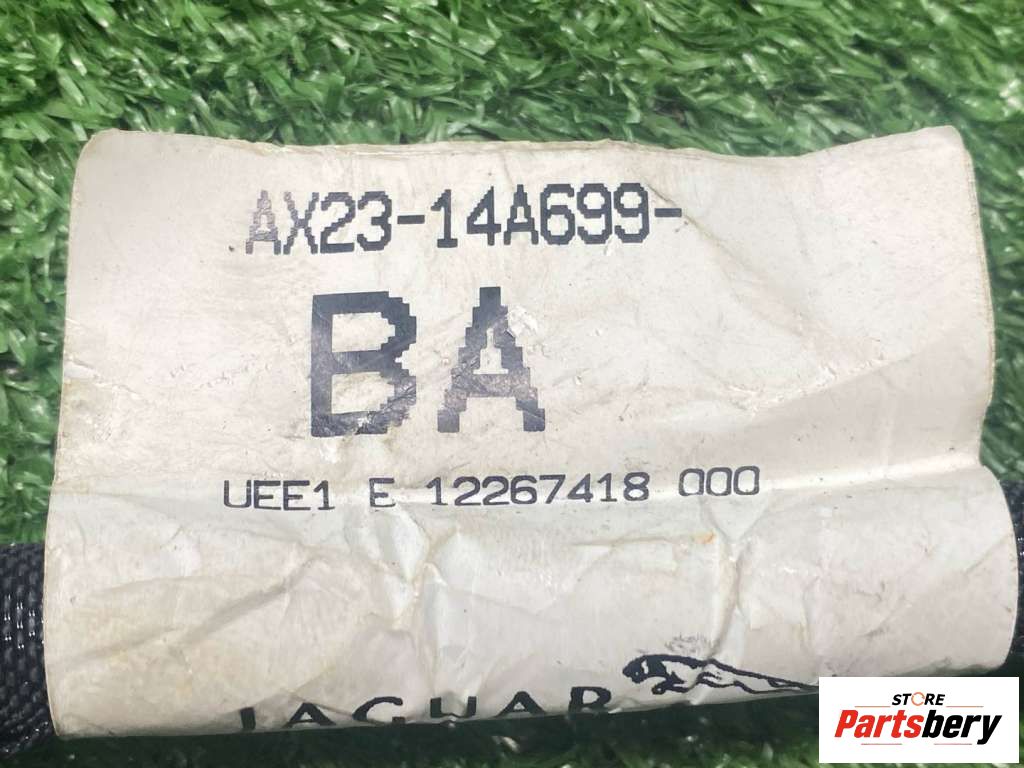 AX23-14A699-
BA
UEE1 E 12267418 000
JAGUAR
STORE
Partsbery